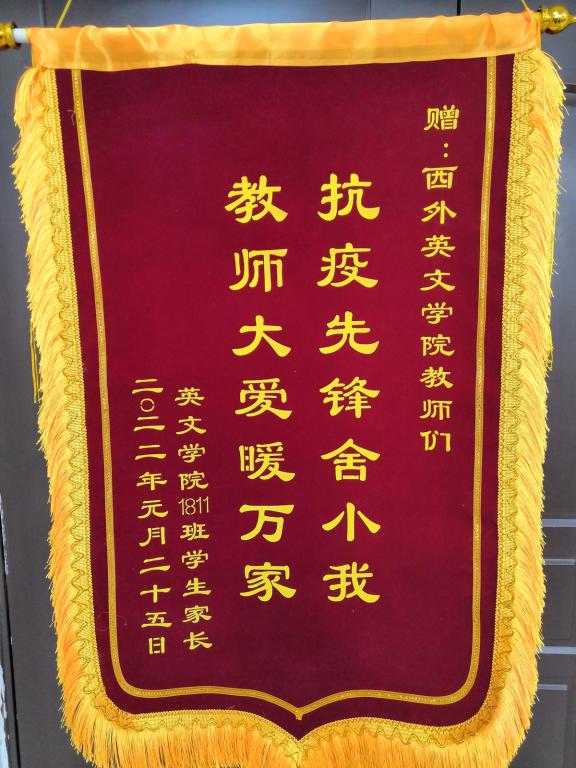 赠：西外英文学院教师们
抗疫先锋舍小我
教师大爱暖万家
英文学院1811班学生家长
二〇二二年元月二十五日